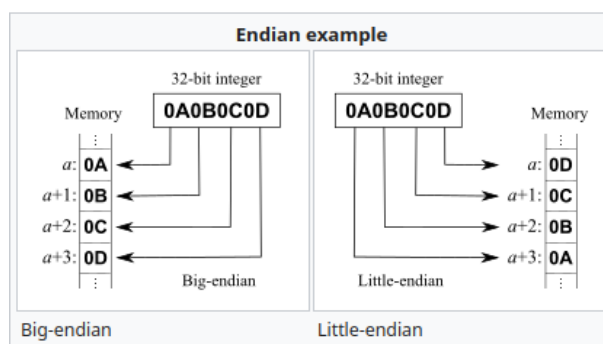 Endian example
32-bit integer
0A0B0C0D
Memory
⋮
a: 0A
a+1: 0B
a+2: 0C
a+3: 0D
⋮
Big-endian
Big-endian
32-bit integer
0A0B0C0D
Memory
⋮
a: 0D
a+1: 0C
a+2: 0B
a+3: 0A
⋮
Little-endian
Little-endian